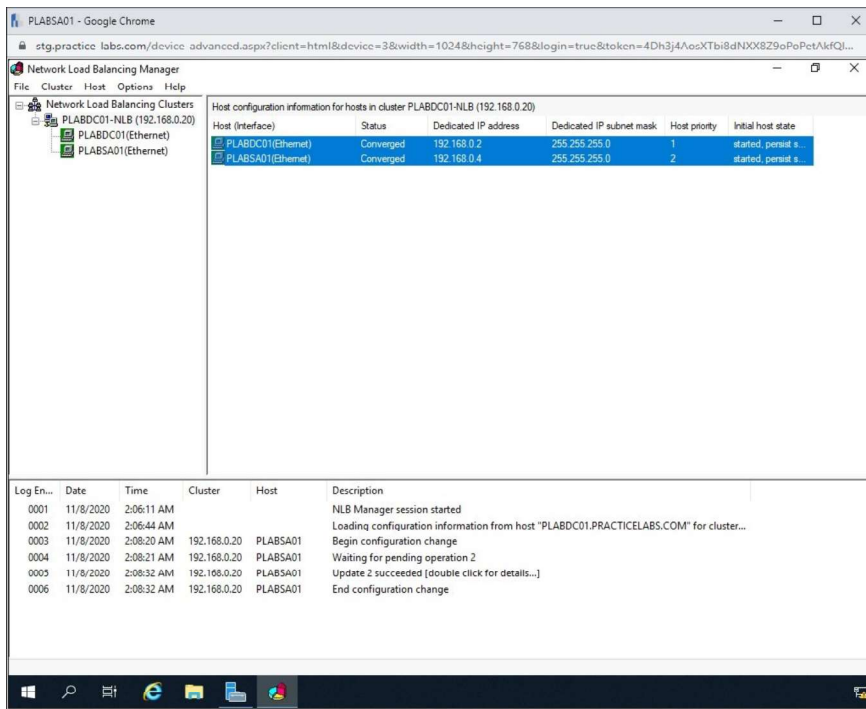 PLABSA01 - Google Chrome
stg.practice-labs.com/device-advanced.aspx?client=html&device=3&width=1024&height=768&login=true&token=4Dh3j4AosXTbi8dNXX8Z9oPoPetAkfQl...
Network Load Balancing Manager
File Cluster Host Options Help
Network Load Balancing Clusters
PLABDC01-NLB (192.168.0.20)
PLABDC01(Ethernet)
PLABSA01(Ethernet)
Host configuration information for hosts in cluster PLABDC01-NLB (192.168.0.20)
Host (Interface) Status Dedicated IP address Dedicated IP subnet mask Host priority Initial host state
PLABDC01(Ethernet) Converged 192.168.0.2 255.255.255.0 1 started, persist s...
PLABSA01(Ethernet) Converged 192.168.0.4 255.255.255.0 2 started, persist s...
Log En... Date Time Cluster Host Description
0001 11/8/2020 2:06:11 AM NLB Manager session started
0002 11/8/2020 2:06:44 AM Loading configuration information from host "PLABDC01.PRACTICELABS.COM" for cluster...
0003 11/8/2020 2:08:20 AM 192.168.0.20 PLABSA01 Begin configuration change
0004 11/8/2020 2:08:21 AM 192.168.0.20 PLABSA01 Waiting for pending operation 2
0005 11/8/2020 2:08:32 AM 192.168.0.20 PLABSA01 Update 2 succeeded [double click for details...]
0006 11/8/2020 2:08:32 AM 192.168.0.20 PLABSA01 End configuration change